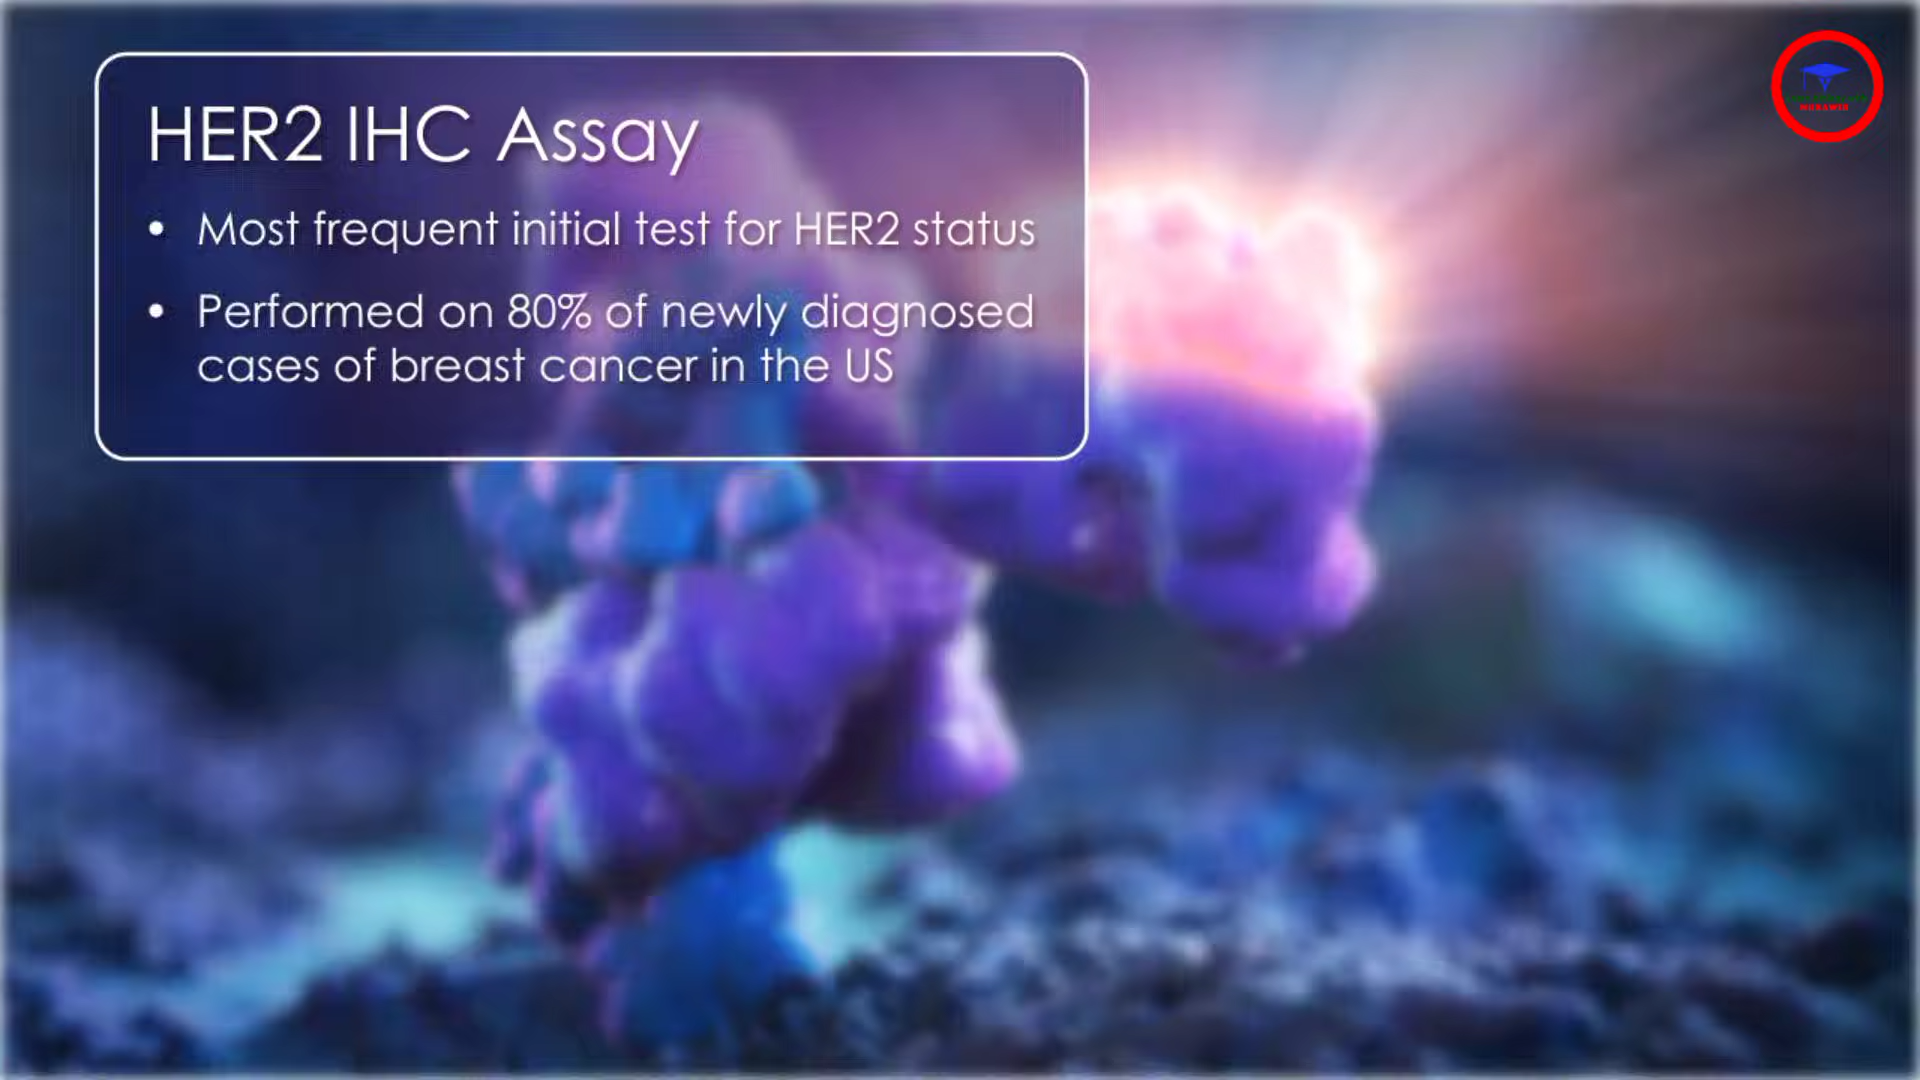 HER2 IHC Assay
• Most frequent initial test for HER2 status
• Performed on 80% of newly diagnosed
cases of breast cancer in the US